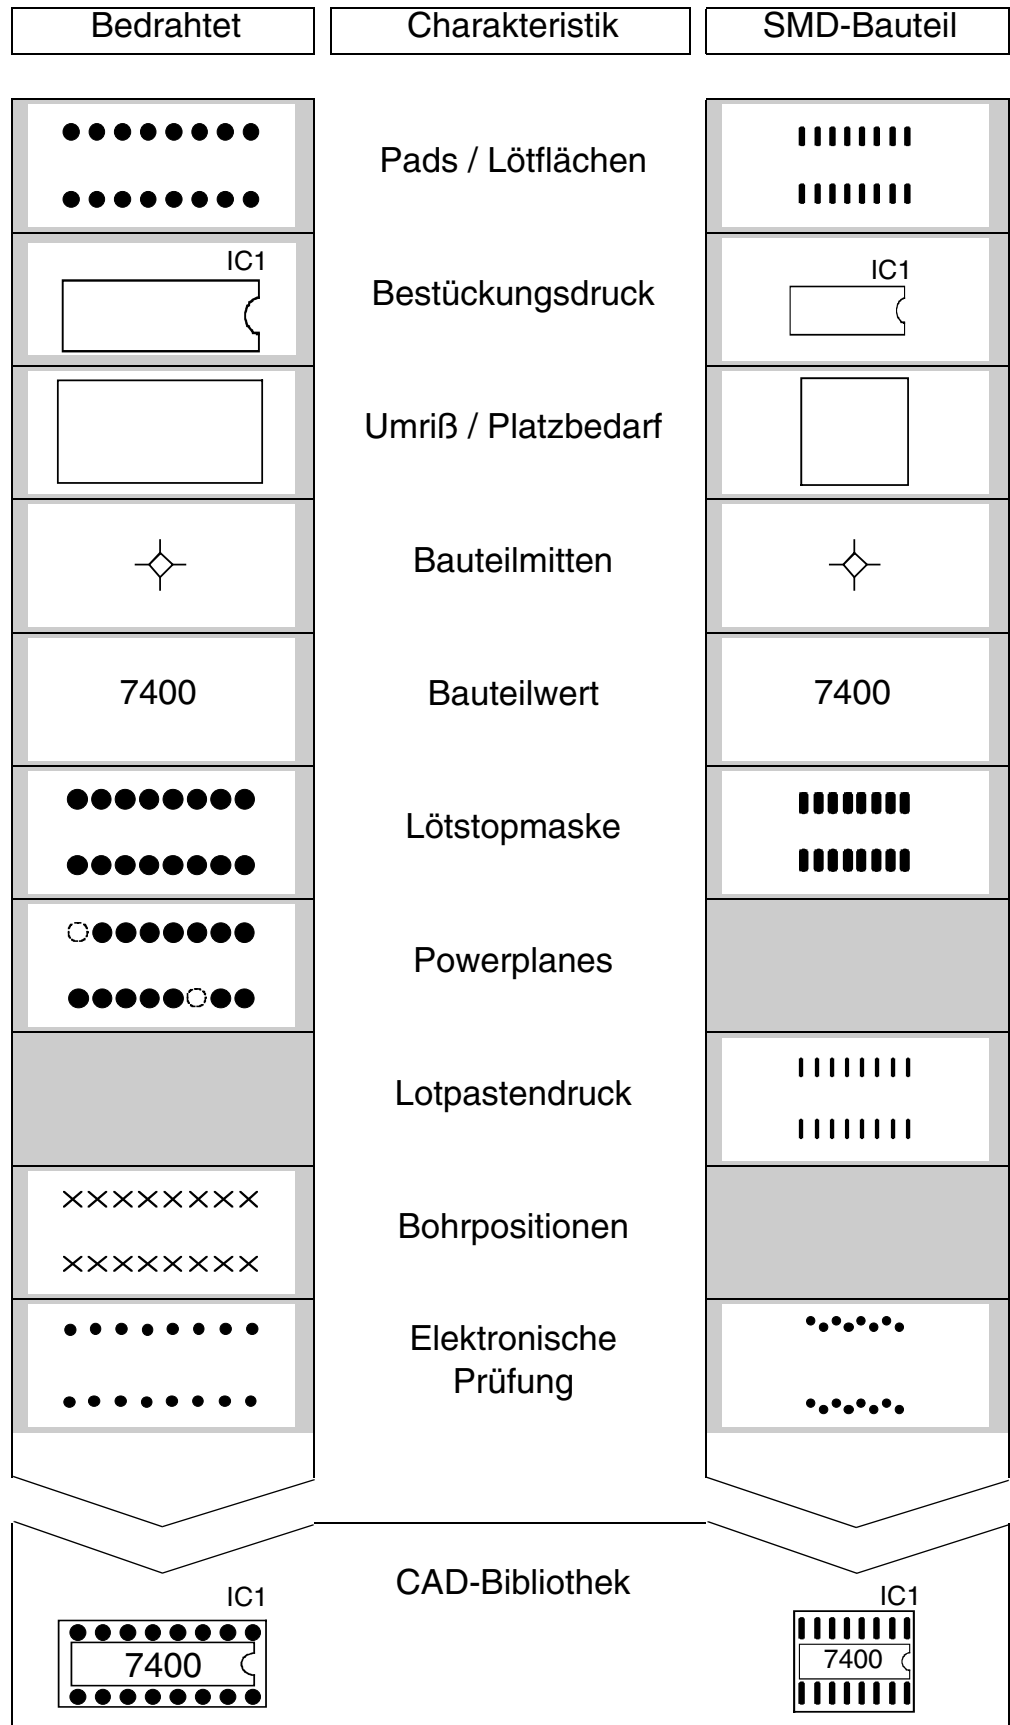 Bedrahtet
Charakteristik
SMD-Bauteil
Pads / Lötflächen
IC1
Bestückungsdruck
IC1
Umriß / Platzbedarf
Bauteilmitten
7400
Bauteilwert
7400
Lötstopmaske
Powerplanes
Lotpastendruck
Bohrpositionen
Elektronische
Prüfung
CAD-Bibliothek
IC1
7400
IC1
7400